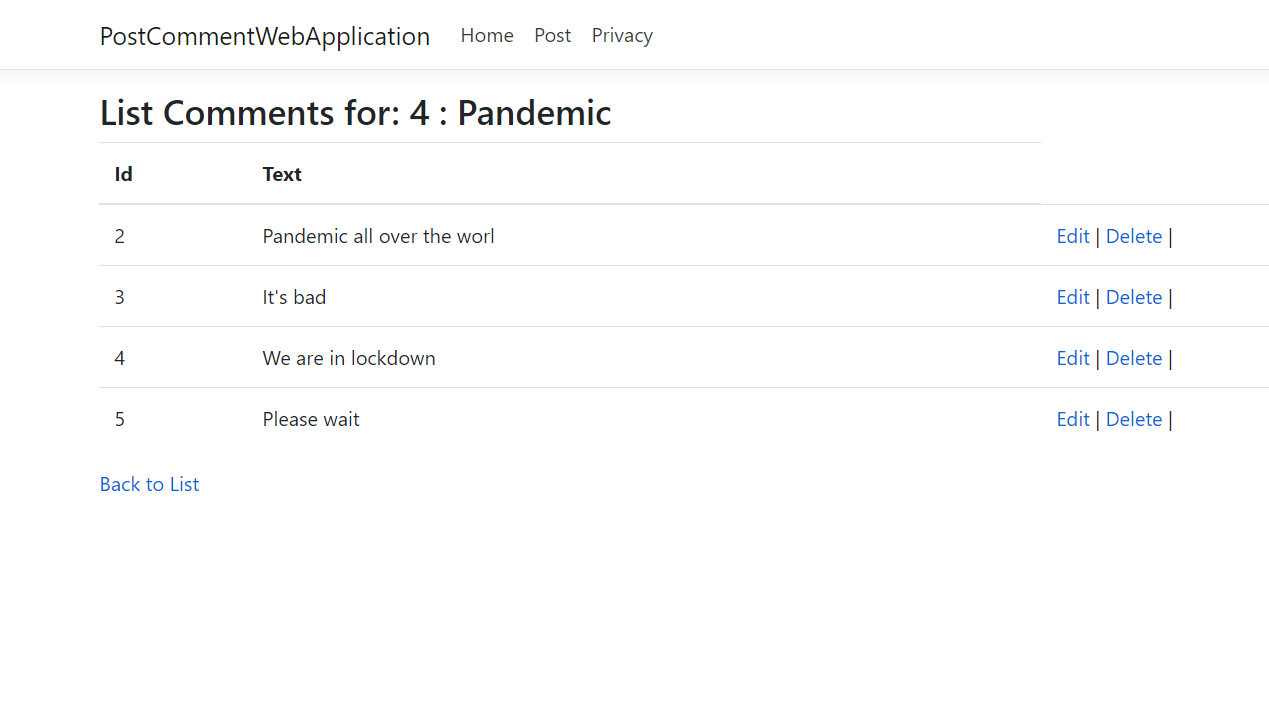 PostCommentWebApplication Home Post Privacy
List Comments for: 4 : Pandemic
Id Text
2 Pandemic all over the worl Edit | Delete |
3 It's bad Edit | Delete |
4 We are in lockdown Edit | Delete |
5 Please wait Edit | Delete |
Back to List